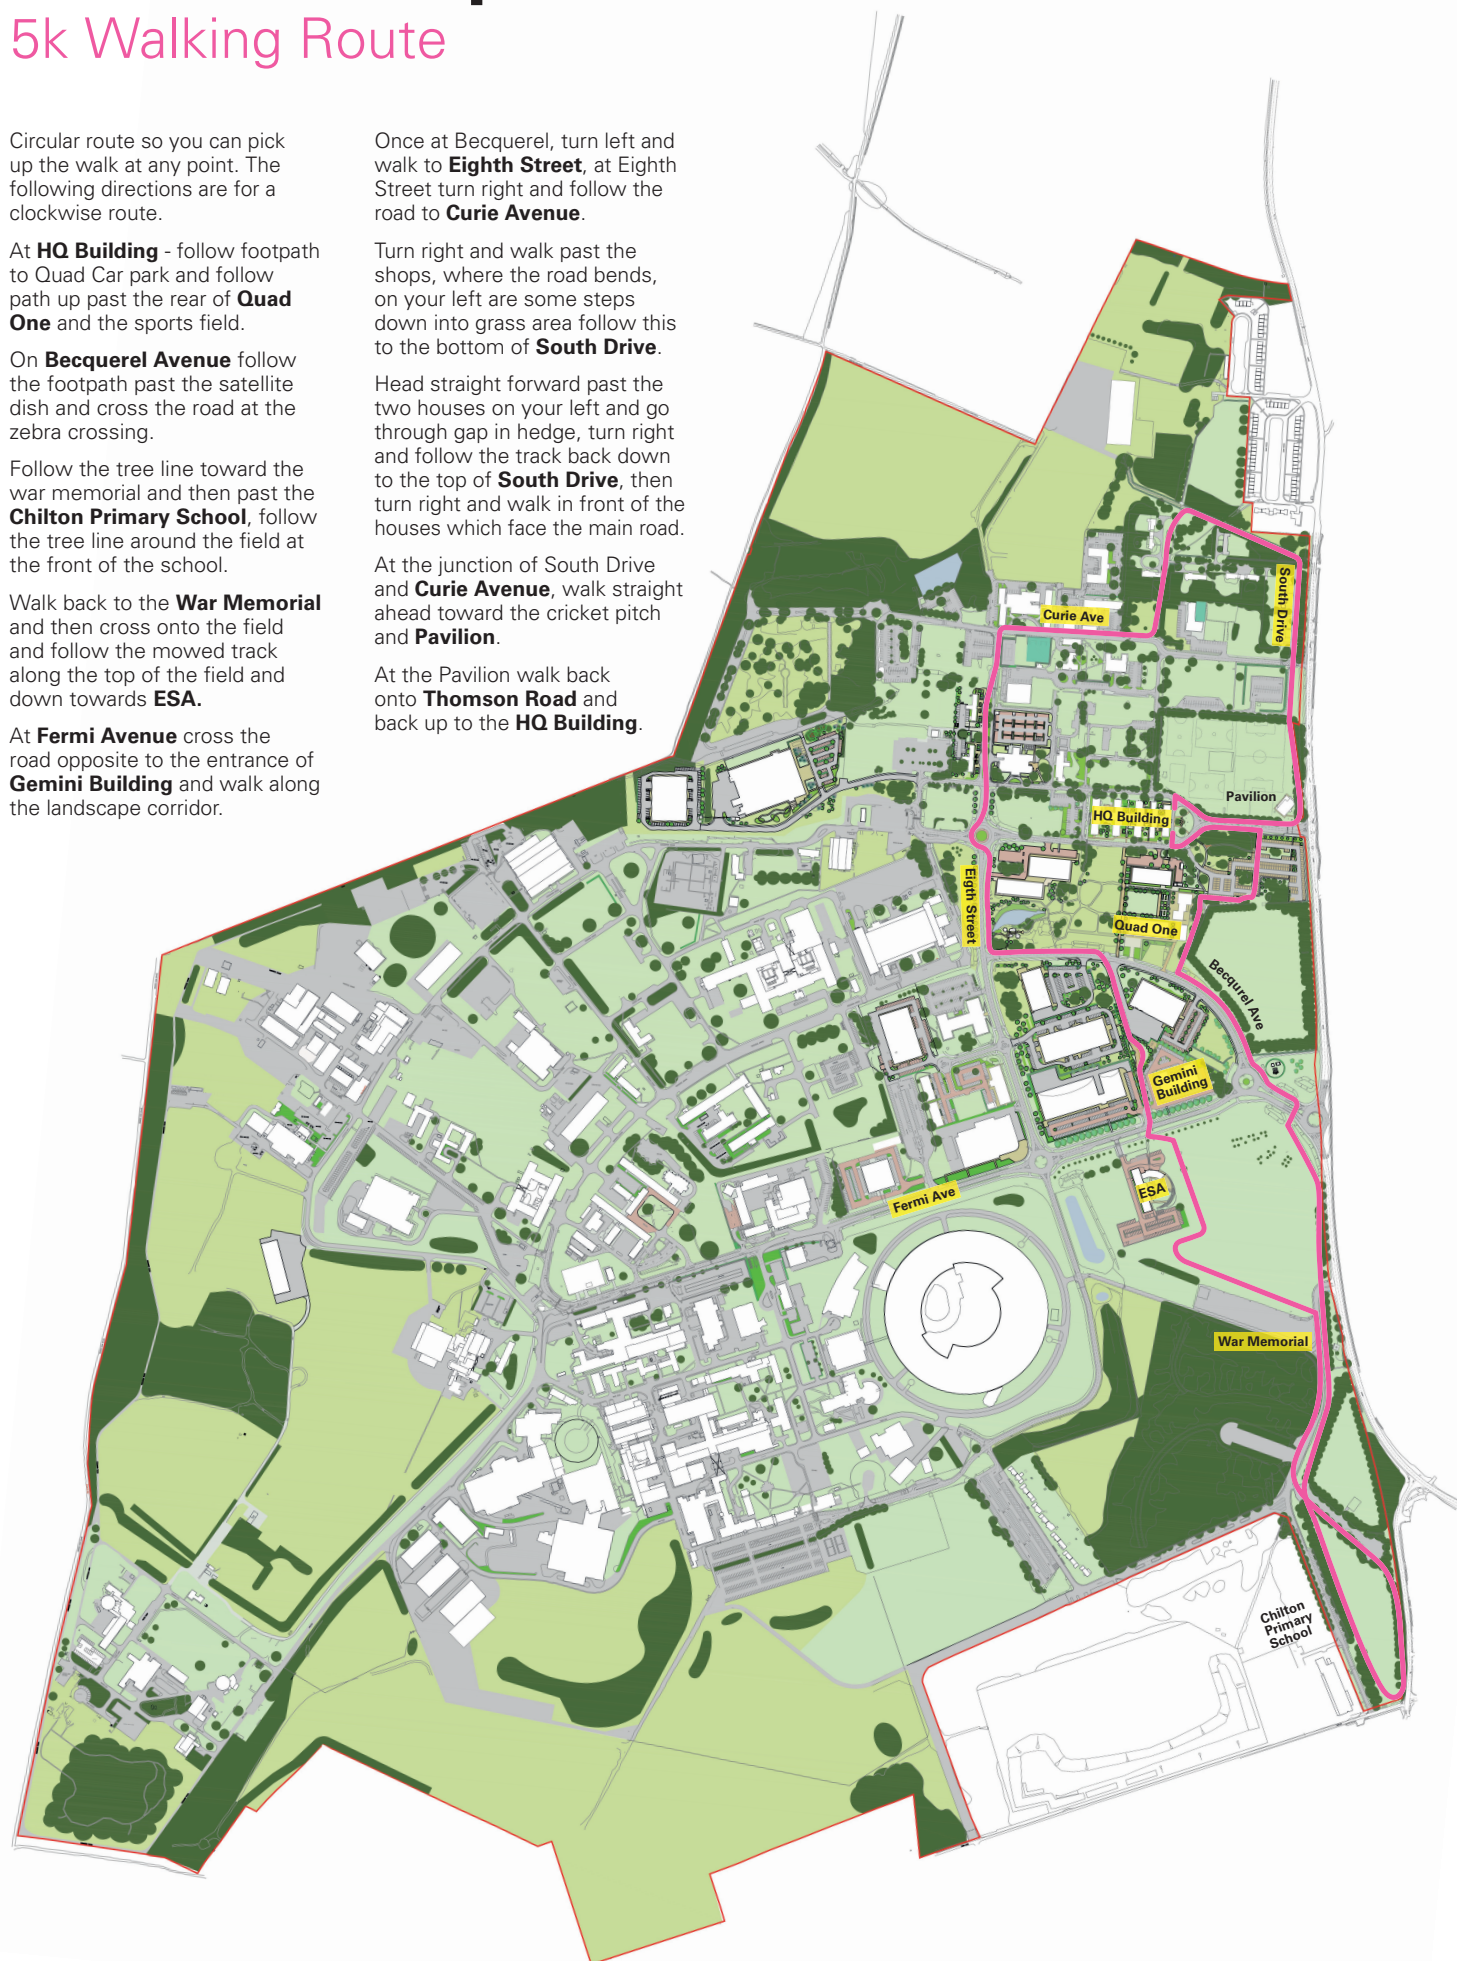 5k Walking Route
Circular route so you can pick
up the walk at any point. The
following directions are for a
clockwise route.
At HQ Building - follow footpath
to Quad Car park and follow
path up past the rear of Quad
One and the sports field.
On Becquerel Avenue follow
the footpath past the satellite
dish and cross the road at the
zebra crossing.
Follow the tree line toward the
war memorial and then past the
Chilton Primary School, follow
the tree line around the field at
the front of the school.
Walk back to the War Memorial
and then cross onto the field
and follow the mowed track
along the top of the field and
down towards ESA.
At Fermi Avenue cross the
road opposite to the entrance of
Gemini Building and walk along
the landscape corridor.
Once at Becquerel, turn left and
walk to Eighth Street, at Eighth
Street turn right and follow the
road to Curie Avenue.
Turn right and walk past the
shops, where the road bends,
on your left are some steps
down into grass area follow this
to the bottom of South Drive.
Head straight forward past the
two houses on your left and go
through gap in hedge, turn right
and follow the track back down
to the top of South Drive, then
turn right and walk in front of the
houses which face the main road.
At the junction of South Drive
and Curie Avenue, walk straight
ahead toward the cricket pitch
and Pavilion.
At the Pavilion walk back
onto Thomson Road and
back up to the HQ Building.
South Drive
Curie Ave
Pavilion
HQ Building
Eigth Street
Quad One
Becqurel Ave
Gemini
Building
ESA
Fermi Ave
War Memorial
Chilton
Primary
School